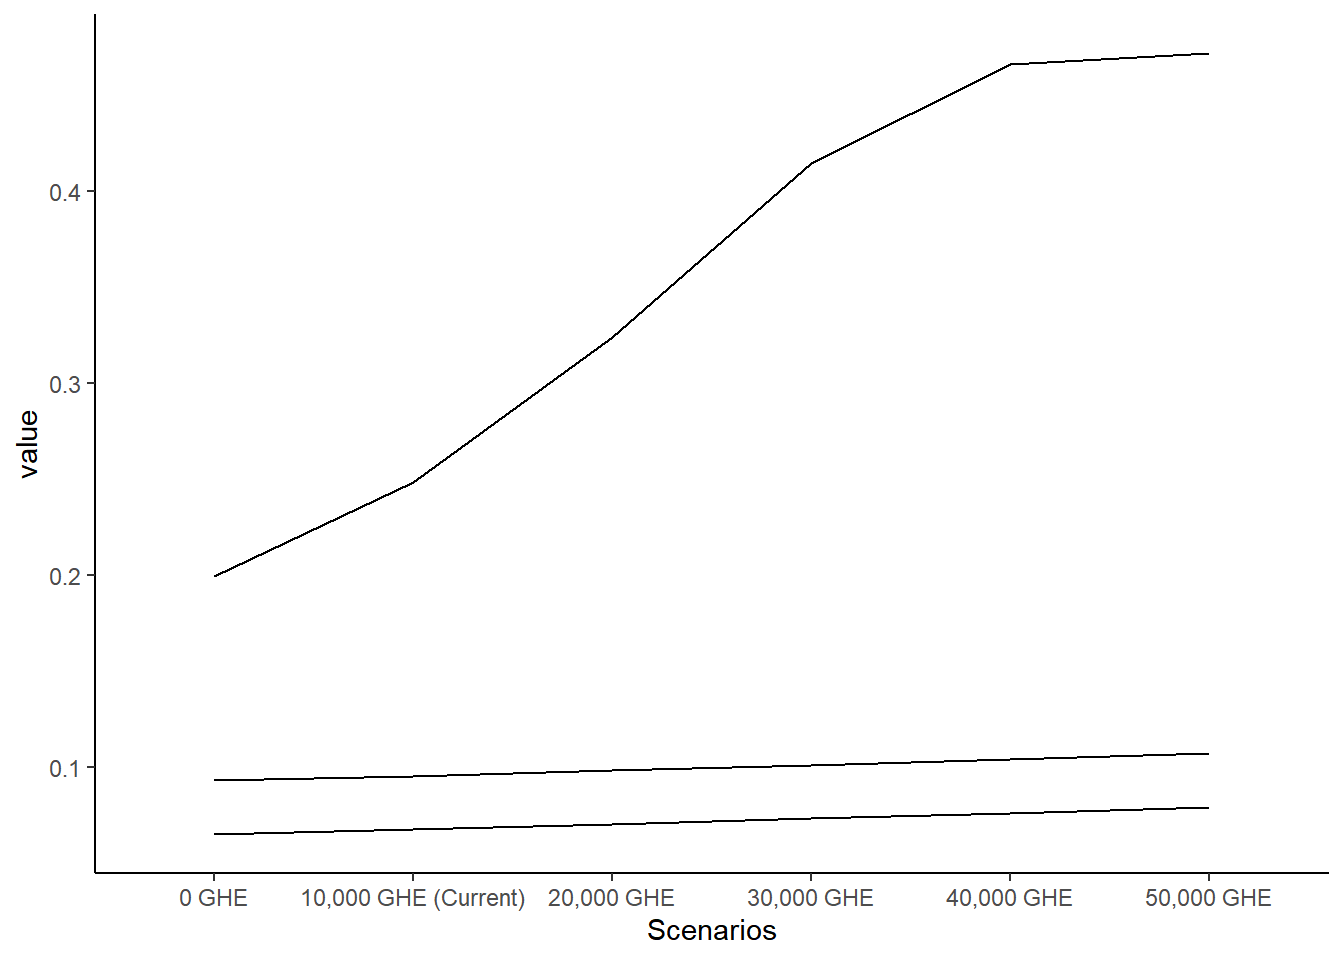 0.4
0.3
0.2
0.1
value
0 GHE
10,000 GHE (Current)
20,000 GHE
30,000 GHE
40,000 GHE
50,000 GHE
Scenarios